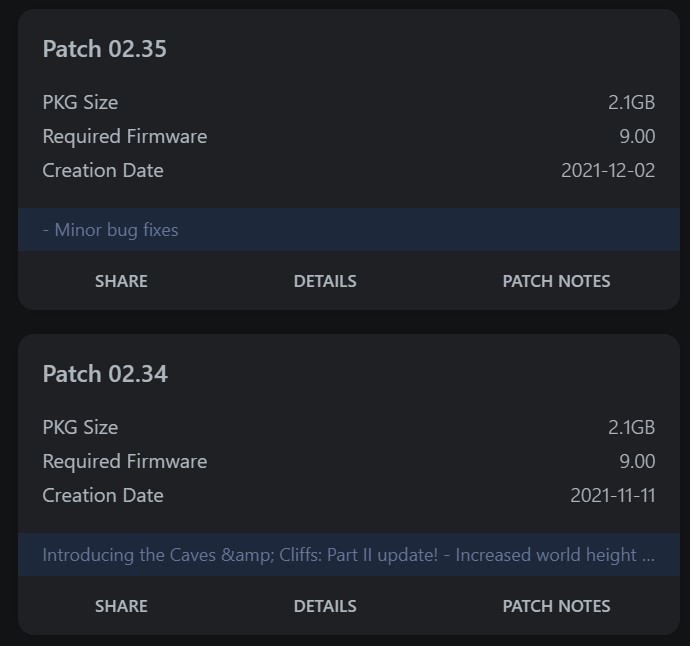 Patch 02.35
PKG Size 2.1GB
Required Firmware 9.00
Creation Date 2021-12-02
- Minor bug fixes
SHARE DETAILS PATCH NOTES
Patch 02.34
PKG Size 2.1GB
Required Firmware 9.00
Creation Date 2021-11-11
Introducing the Caves &amp; Cliffs: Part II update! - Increased world height ...
SHARE DETAILS PATCH NOTES